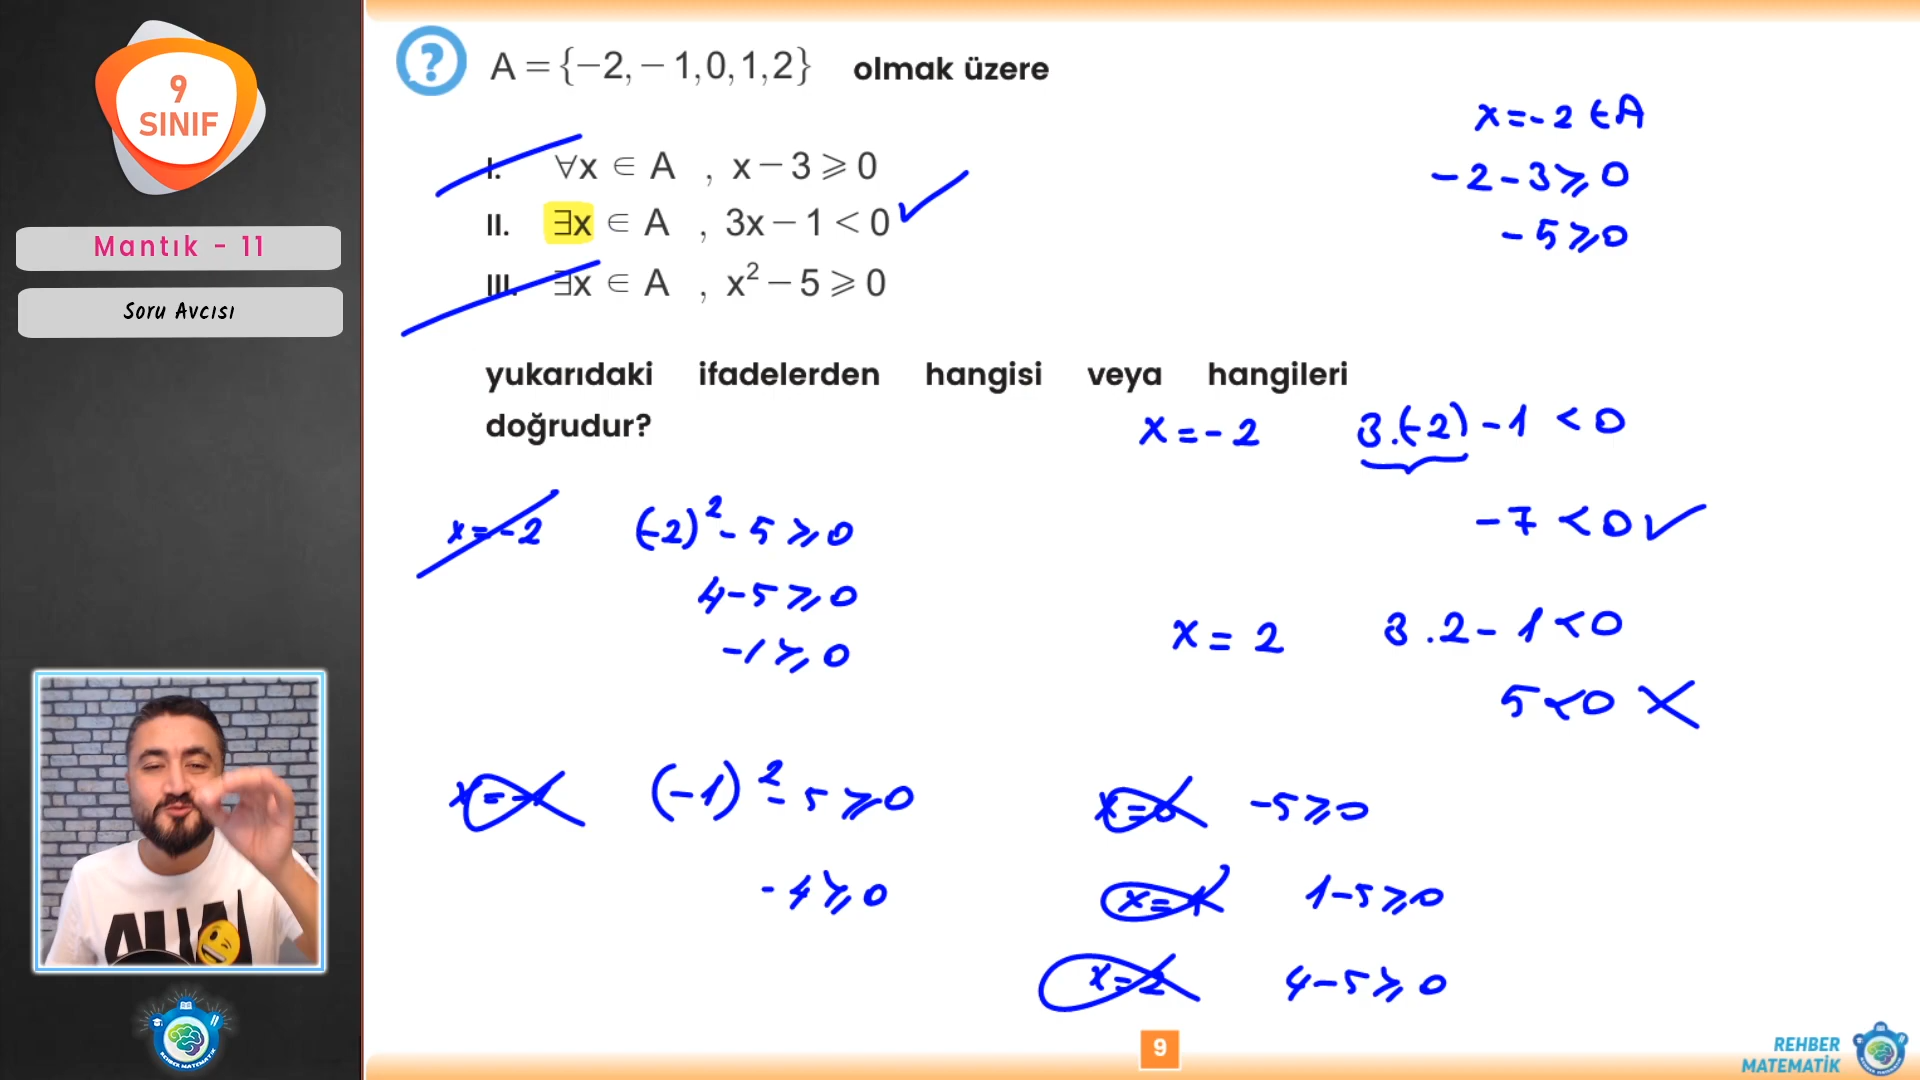 9
SINIF
Mantık - 11
Soru Avcısı
? A = {−2, − 1, 0, 1, 2} olmak üzere
I. ∀x ∈ A , x − 3 ⩾ 0
II. ∃x ∈ A , 3x − 1 < 0 ✓
III. ∃x ∈ A , x² − 5 ⩾ 0
yukarıdaki ifadelerden hangisi veya hangileri
doğrudur?
x = -2 ∈ A
-2 - 3 ⩾ 0
-5 ⩾ 0
x = -2 3.(-2) - 1 < 0
-7 < 0 ✓
x = 2 3.2 - 1 < 0
5 < 0 X
x = -2 (-2)² - 5 ⩾ 0
4 - 5 ⩾ 0
-1 ⩾ 0
x = -1 (-1)² - 5 ⩾ 0
-4 ⩾ 0
x = 0 -5 ⩾ 0
x = 1 1 - 5 ⩾ 0
x = 2 4 - 5 ⩾ 0
9
REHBER
MATEMATİK